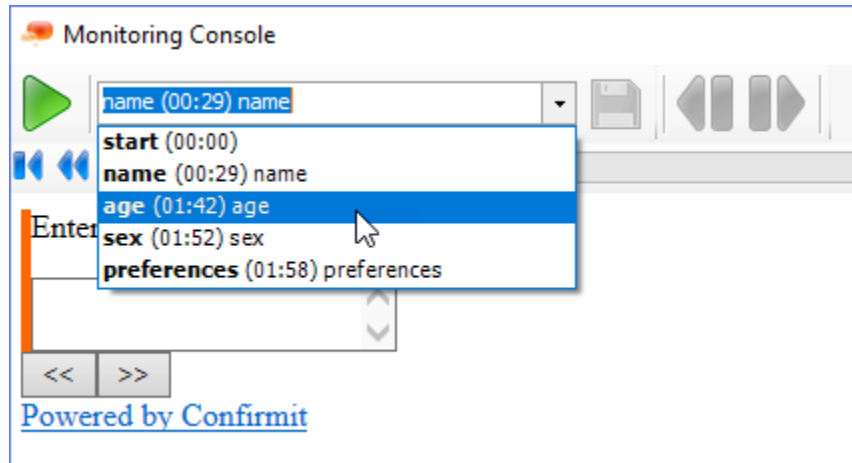 Monitoring Console
name (00:29) name
start (00:00)
name (00:29) name
age (01:42) age
sex (01:52) sex
preferences (01:58) preferences
Enter
<< >>
Powered by Confirmit